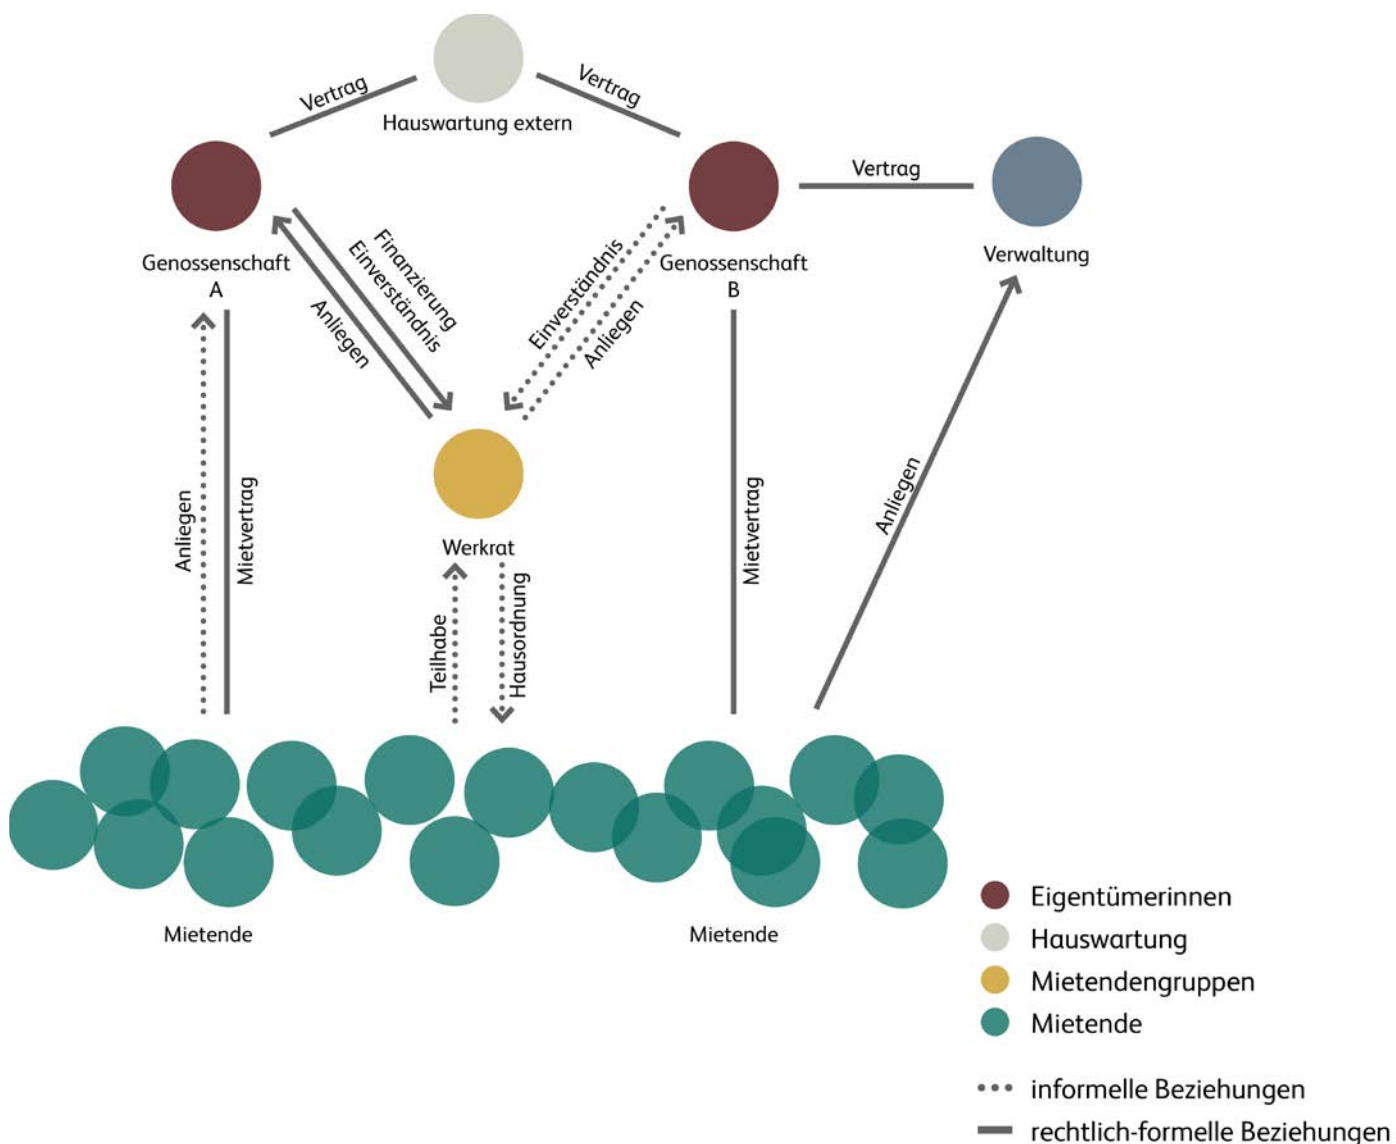 Vertrag
Vertrag
Hauswartung extern
Vertrag
Genossenschaft
A
Genossenschaft
B
Verwaltung
Finanzierung
Einverständnis
Anliegen
Einverständnis
Anliegen
Anliegen
Mietvertrag
Werkrat
Teilhabe
Hausordnung
Mietvertrag
Anliegen
Mietende
Mietende
Eigentümerinnen
Hauswartung
Mietendengruppen
Mietende
informelle Beziehungen
rechtlich-formelle Beziehungen